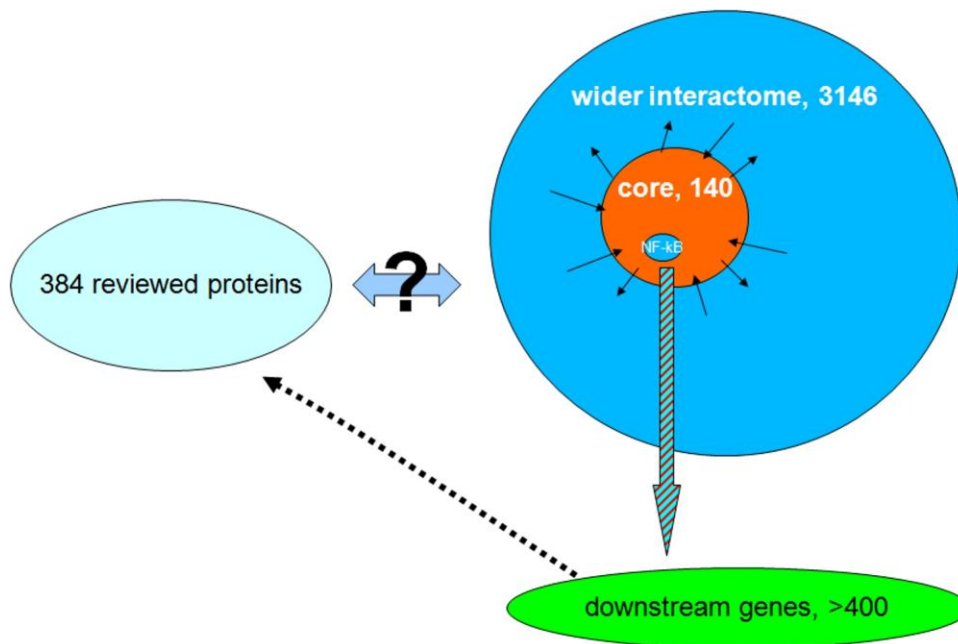 wider interactome, 3146
core, 140
NF-kB
384 reviewed proteins
?
downstream genes, >400